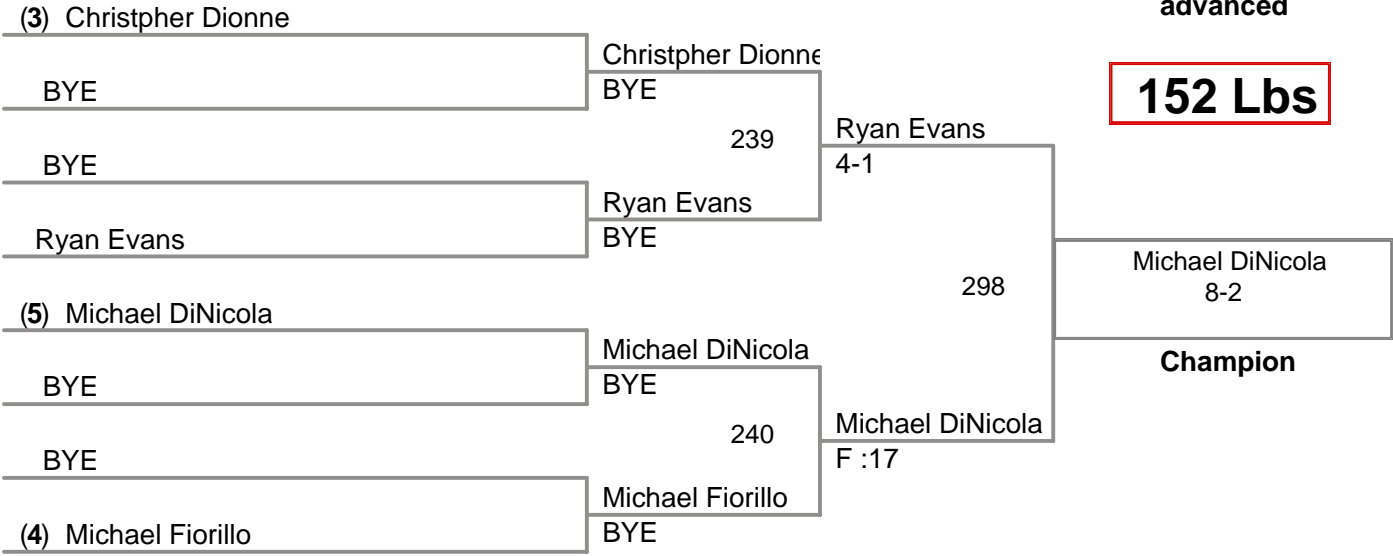 advanced
152 Lbs
(3) Christpher Dionne
BYE
BYE
Ryan Evans
(5) Michael DiNicola
BYE
BYE
(4) Michael Fiorillo
Christpher Dionne
BYE
239
Ryan Evans
BYE
Michael DiNicola
BYE
240
Michael Fiorillo
BYE
Ryan Evans
4-1
298
Michael DiNicola
F :17
Michael DiNicola
8-2
Champion